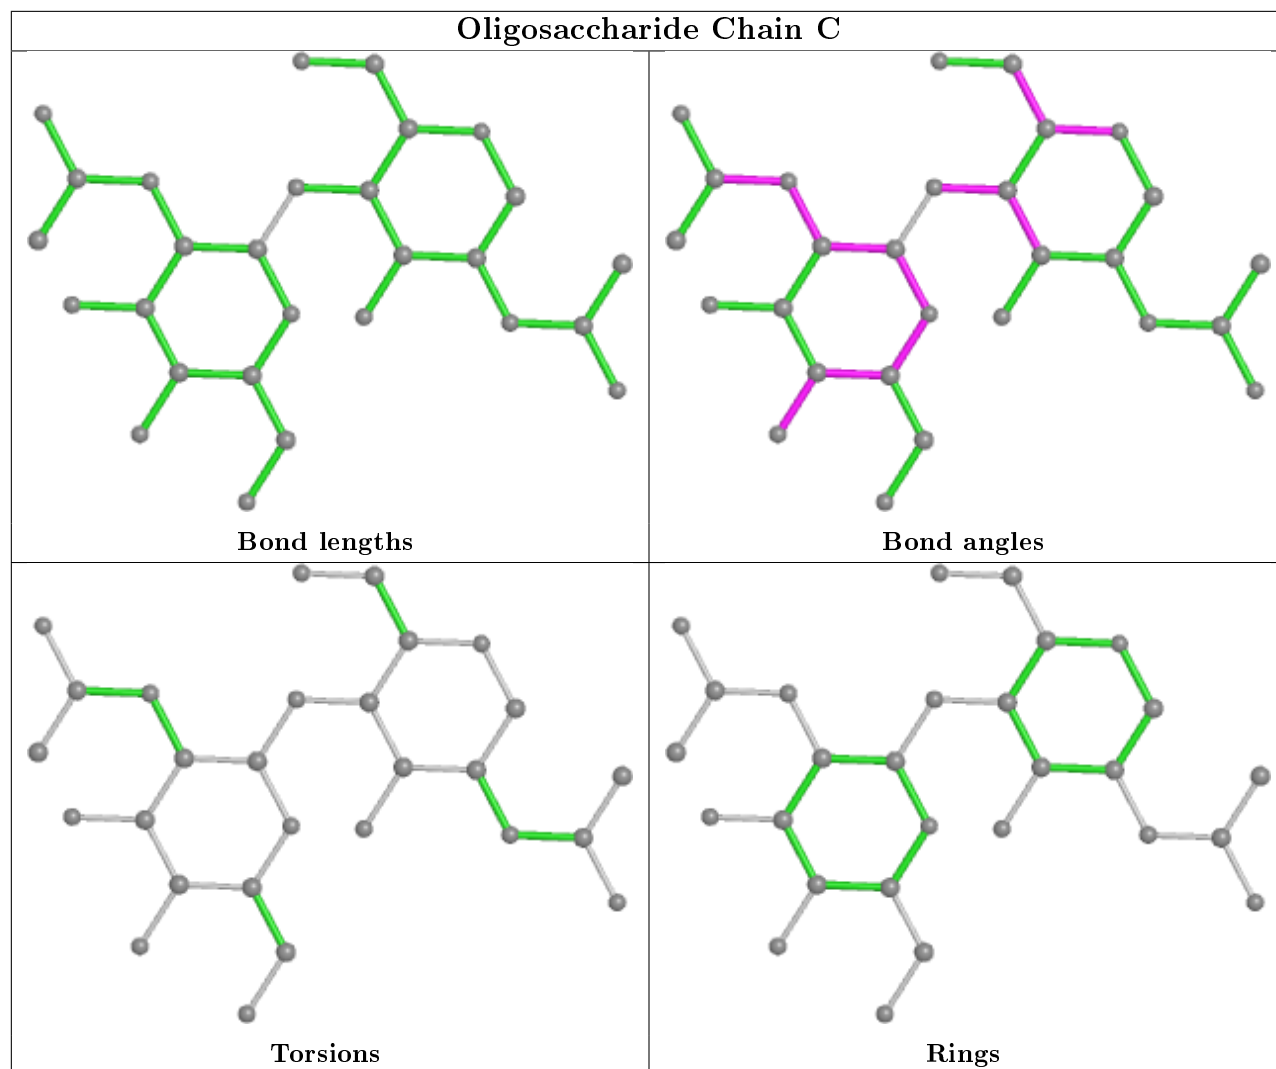 Oligosaccharide Chain C
Bond lengths
Bond angles
Torsions
Rings